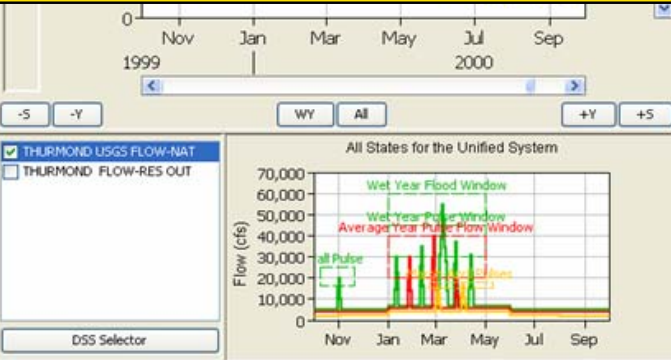 0
Nov Jan Mar May Jul Sep
1999 2000
-S -Y WY All +Y +S
THURMOND USGS FLOW-NAT
THURMOND FLOW-RES OUT
DSS Selector
All States for the Unified System
Flow (cfs)
70,000
60,000
50,000
40,000
30,000
20,000
10,000
0
Wet Year Flood Window
Wet Year Pulse Window
Average Year Pulse Flow Window
all Pulse
Nov Jan Mar May Jul Sep